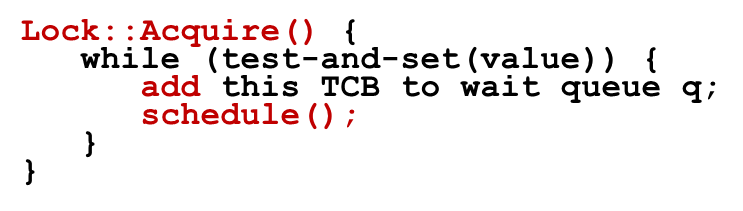 Lock::Acquire() {
   while (test-and-set(value)) {
      add this TCB to wait queue q;
      schedule();
   }
}